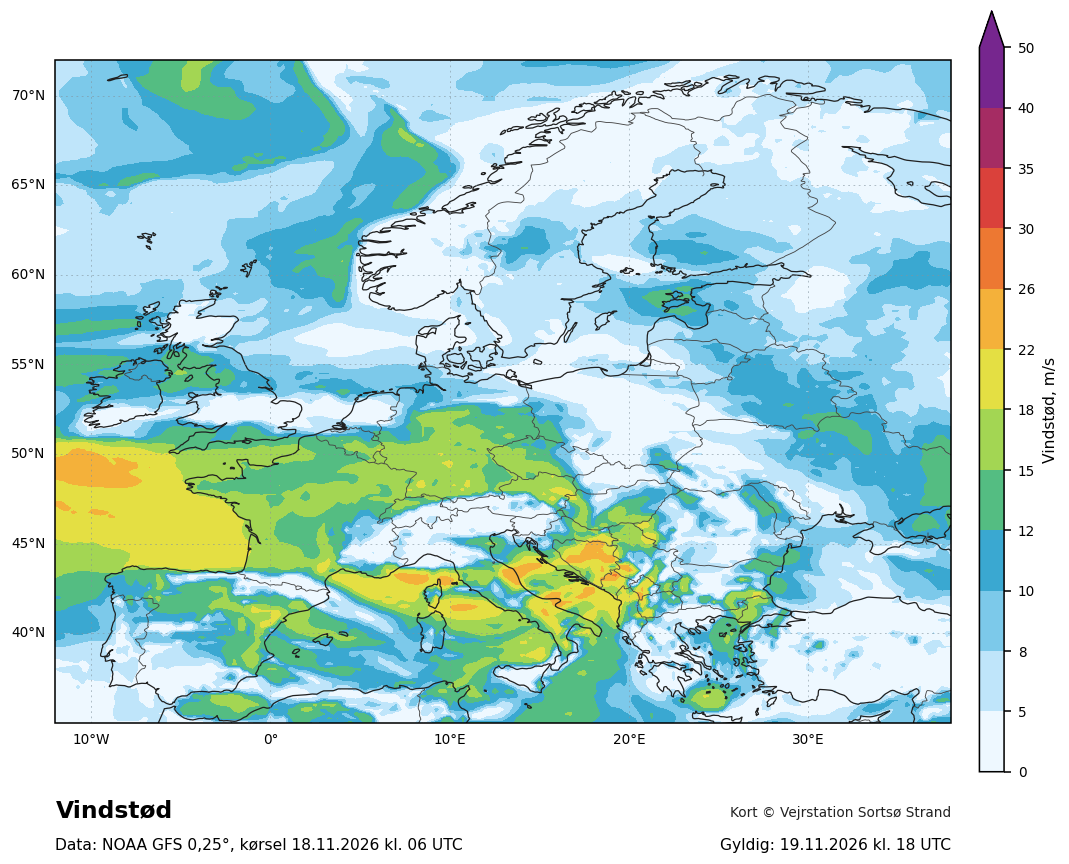 50
40
35
30
26
22
18
15
12
10
8
5
0
Vindstød, m/s
70°N
65°N
60°N
55°N
50°N
45°N
40°N
10°W
0°
10°E
20°E
30°E
Vindstød
Kort © Vejrstation Sortsø Strand
Data: NOAA GFS 0,25°, kørsel 18.11.2026 kl. 06 UTC
Gyldig: 19.11.2026 kl. 18 UTC